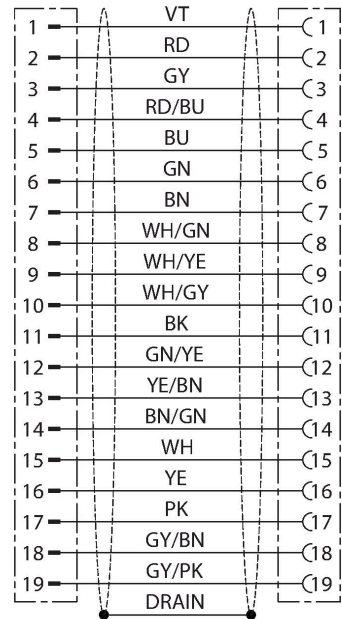 VT
1 1
RD
2 2
GY
3 3
RD/BU
4 4
BU
5 5
GN
6 6
BN
7 7
WH/GN
8 8
WH/YE
9 9
WH/GY
10 10
BK
11 11
GN/YE
12 12
YE/BN
13 13
BN/GN
14 14
WH
15 15
YE
16 16
PK
17 17
GY/BN
18 18
GY/PK
19 19
DRAIN